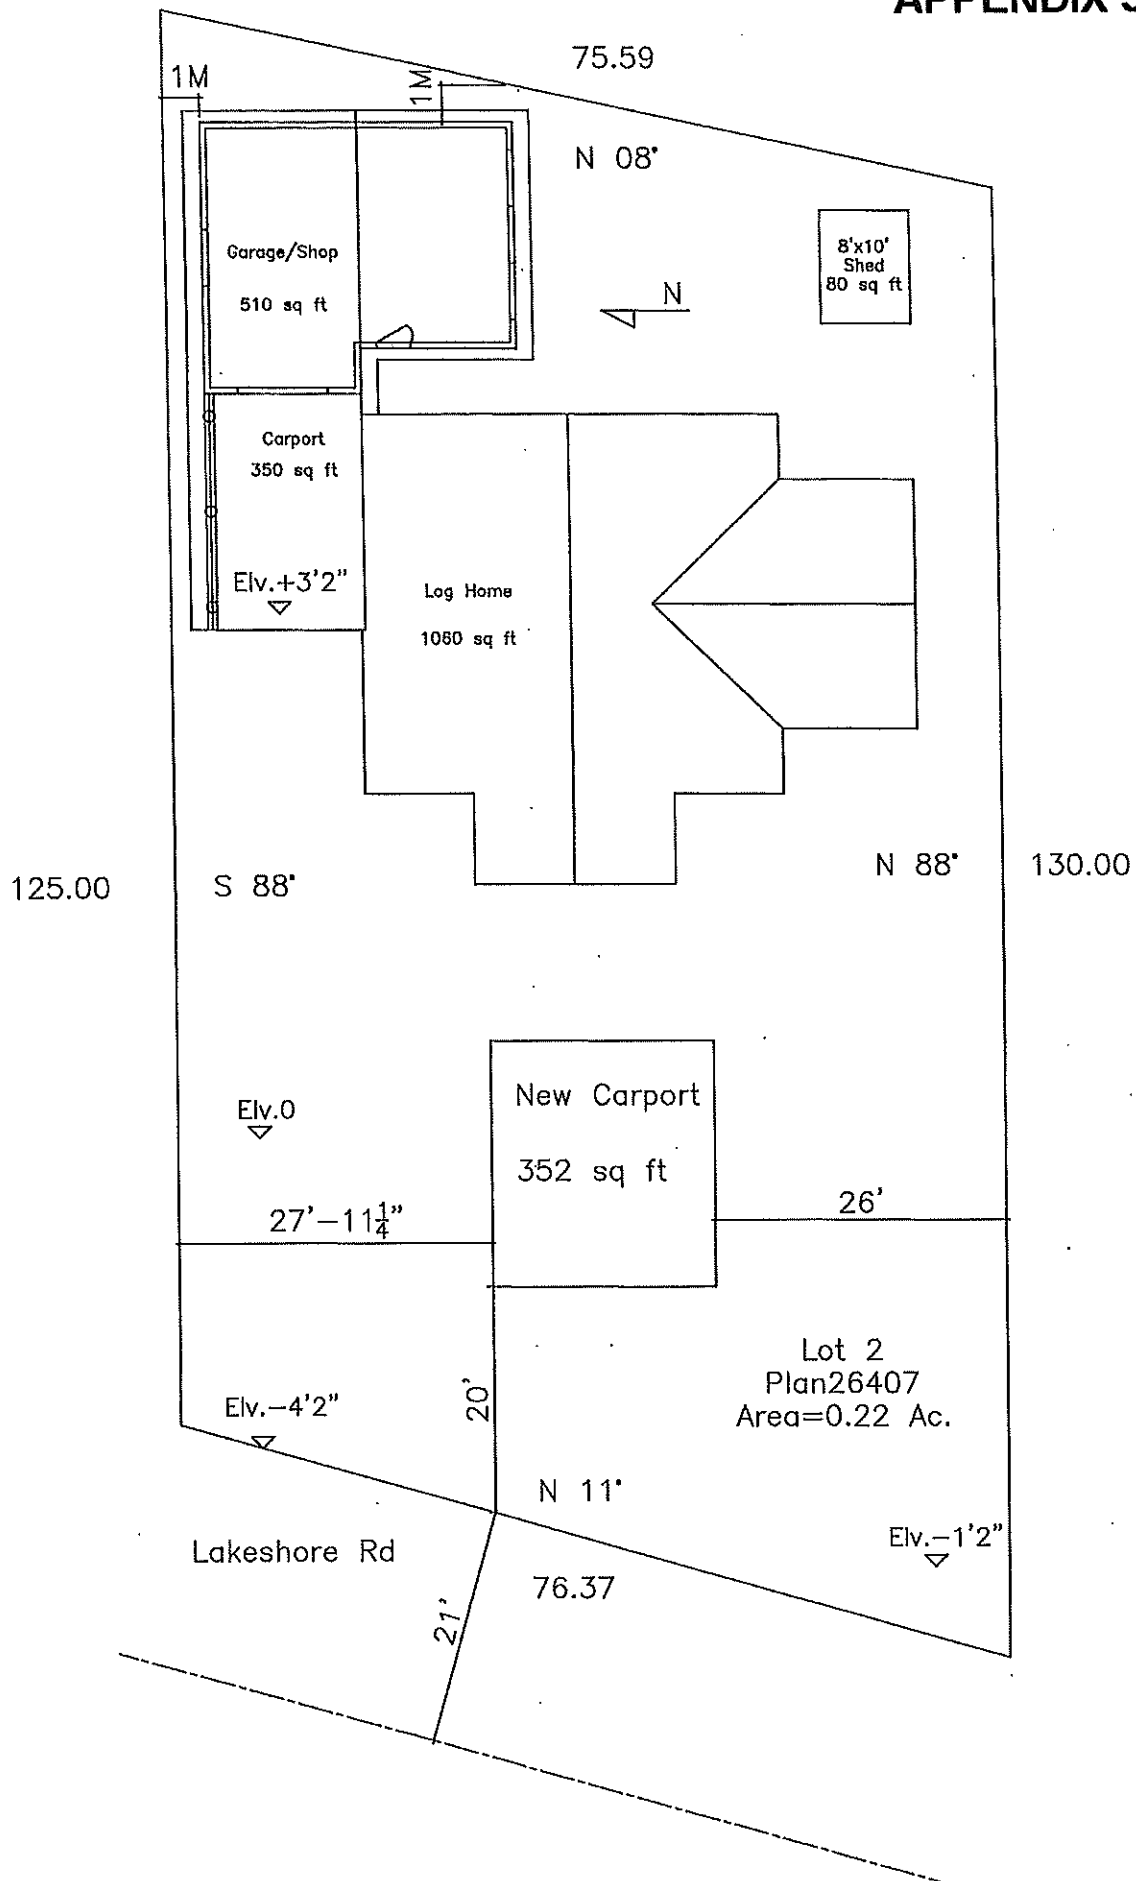 APPENDIX
75.59
1M
1M
N 08°
Garage/Shop
510 sq ft
8'x10'
Shed
80 sq ft
N
Carport
350 sq ft
Elv.+3'2"
Log Home
1080 sq ft
125.00
S 88°
N 88°
130.00
New Carport
352 sq ft
Elv.0
27'-11¼"
26'
Lot 2
Plan26407
Area=0.22 Ac.
Elv.-4'2"
20'
N 11°
Elv.-1'2"
Lakeshore Rd
76.37
21'